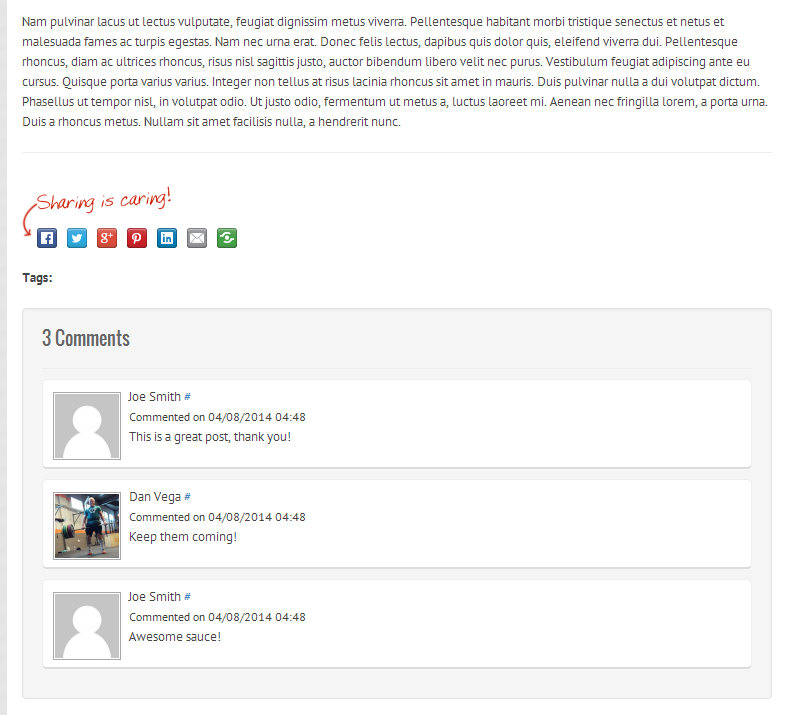 Nam pulvinar lacus ut lectus vulputate, feugiat dignissim metus viverra. Pellentesque habitant morbi tristique senectus et netus et
malesuada fames ac turpis egestas. Nam nec urna erat. Donec felis lectus, dapibus quis dolor quis, eleifend viverra dui. Pellentesque
rhoncus, diam ac ultrices rhoncus, risus nisl sagittis justo, auctor bibendum libero velit nec purus. Vestibulum feugiat adipiscing ante eu
cursus. Quisque porta varius varius. Integer non tellus at risus lacinia rhoncus sit amet in mauris. Duis pulvinar nulla a dui volutpat dictum.
Phasellus ut tempor nisl, in volutpat odio. Ut justo odio, fermentum ut metus a, luctus laoreet mi. Aenean nec fringilla lorem, a porta urna.
Duis a rhoncus metus. Nullam sit amet facilisis nulla, a hendrerit nunc.
Sharing is caring!
Tags:
3 Comments
Joe Smith #
Commented on 04/08/2014 04:48
This is a great post, thank you!
Dan Vega #
Commented on 04/08/2014 04:48
Keep them coming!
Joe Smith #
Commented on 04/08/2014 04:48
Awesome sauce!